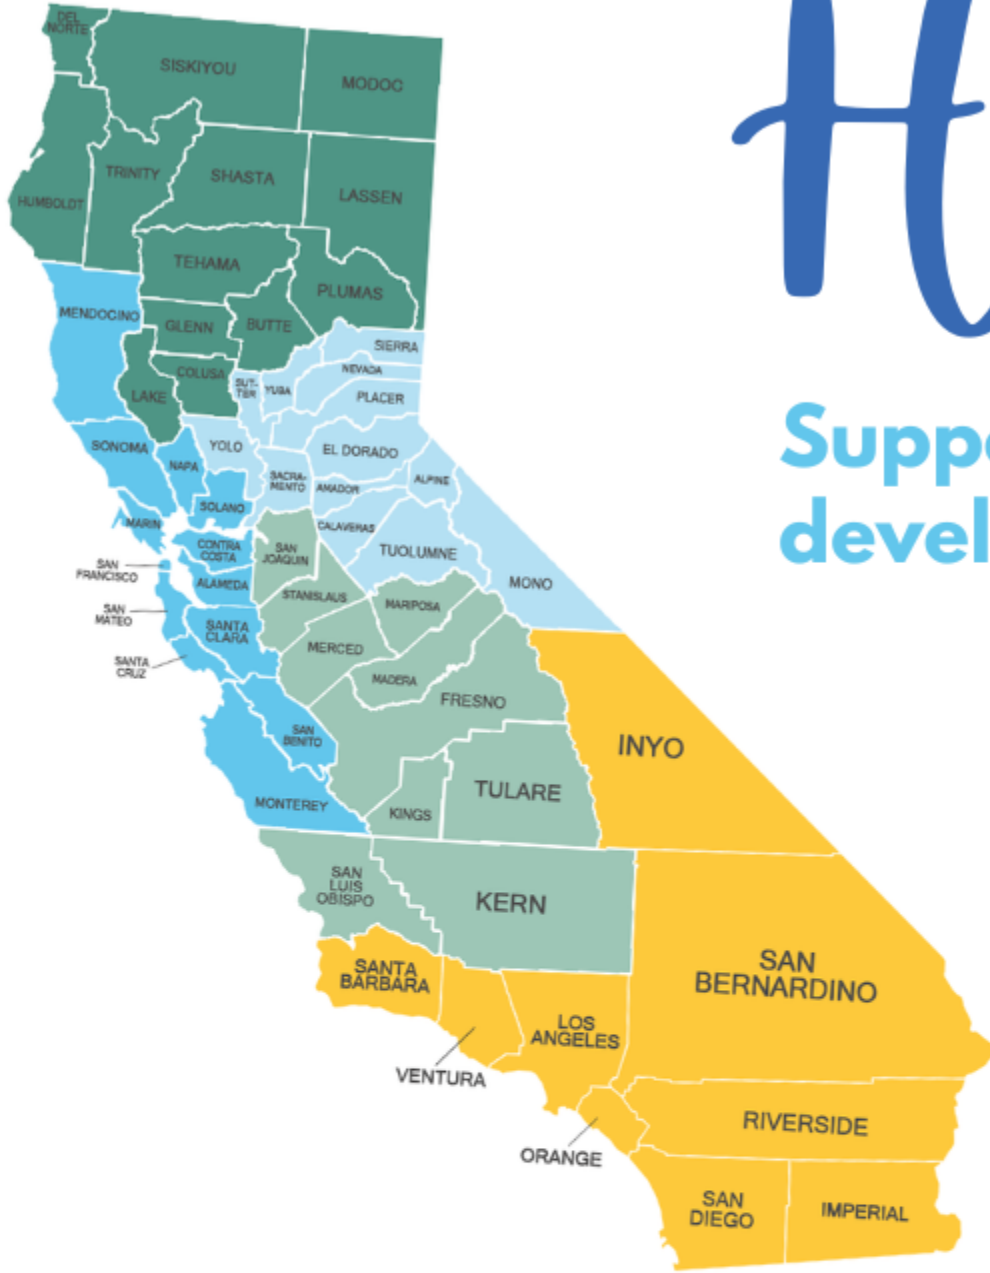 DEL
NORTE
SISKIYOU
MODOC
HUMBOLDT
TRINITY
SHASTA
LASSEN
TEHAMA
PLUMAS
MENDOCINO
GLENN
BUTTE
SIERRA
NEVADA
COLUSA
LAKE
SUT-
TER
YUBA
PLACER
SONOMA
NAPA
YOLO
EL DORADO
SACRA-
MENTO
AMADOR
ALPINE
SOLANO
MARIN
CALAVERAS
TUOLUMNE
CONTRA
COSTA
SAN
JOAQUIN
SAN
FRANCISCO
ALAMEDA
MONO
STANISLAUS
MARIPOSA
SAN
MATEO
SANTA
CLARA
MERCED
SANTA
CRUZ
MADERA
FRESNO
SAN
BENITO
INYO
TULARE
MONTEREY
KINGS
SAN
LUIS
OBISPO
KERN
SANTA
BARBARA
SAN
BERNARDINO
LOS
ANGELES
VENTURA
ORANGE
RIVERSIDE
SAN
DIEGO
IMPERIAL
H
Suppo
devel